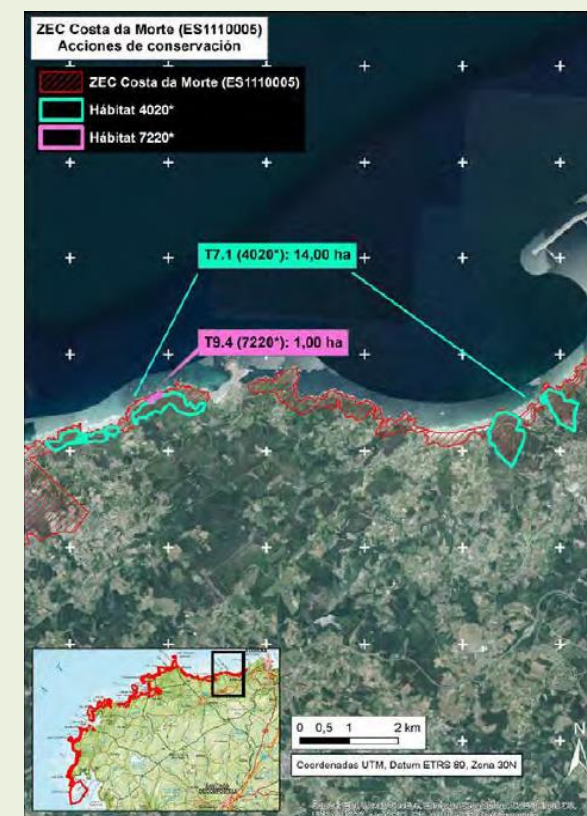 ZEC Costa da Morte (ES1110005)
Acciones de conservación
ZEC Costa da Morte (ES1110005)
Hábitat 4020*
Hábitat 7220*
T7.1 (4020*): 14,00 ha
T9.4 (7220*): 1,00 ha
0 0,5 1 2 km
N
Coordenadas UTM, Datum ETRS 89, Zona 30N